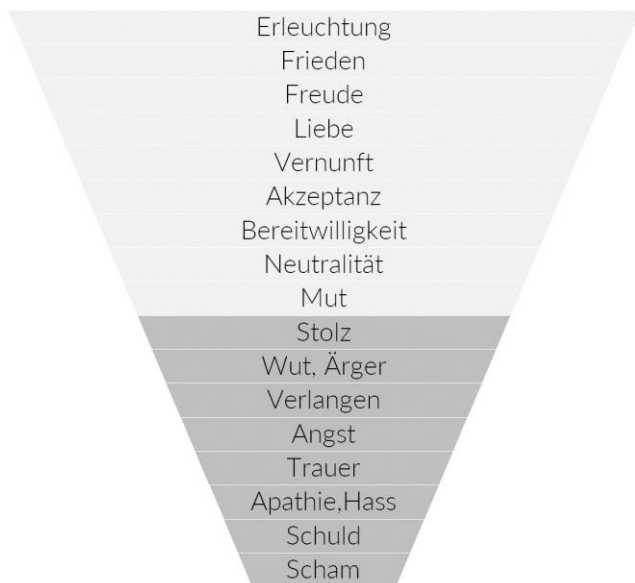 Erleuchtung
Frieden
Freude
Liebe
Vernunft
Akzeptanz
Bereitwilligkeit
Neutralität
Mut
Stolz
Wut, Ärger
Verlangen
Angst
Trauer
Apathie,Hass
Schuld
Scham